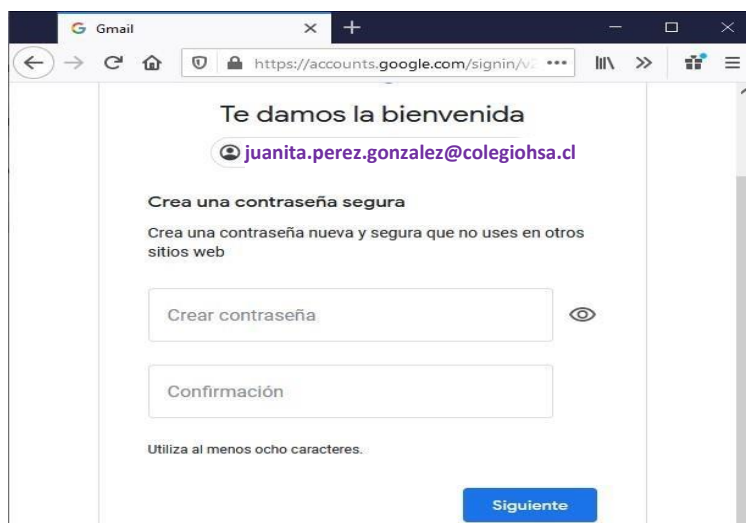 Gmail
https://accounts.google.com/signin/v
Te damos la bienvenida
juanita.perez.gonzalez@colegiohsa.cl
Crea una contraseña segura
Crea una contraseña nueva y segura que no uses en otros
sitios web
Crear contraseña
Confirmación
Utiliza al menos ocho caracteres.
Siguiente